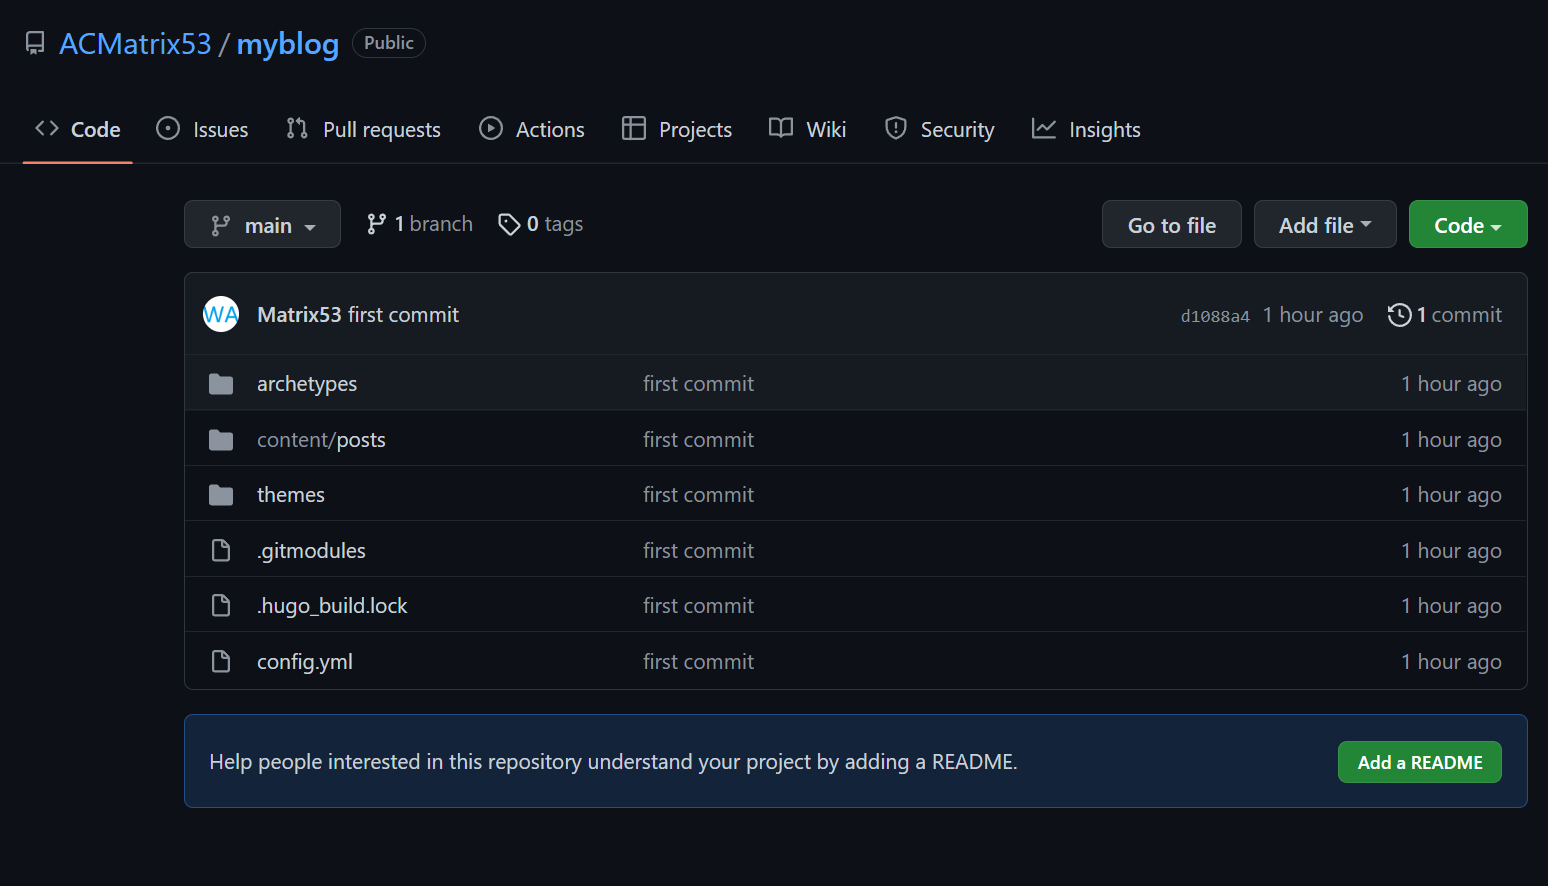 ACMatrix53 / myblog Public
Code Issues Pull requests Actions Projects Wiki Security Insights
main 1 branch 0 tags Go to file Add file Code
WA Matrix53 first commit d1088a4 1 hour ago 1 commit
archetypes first commit 1 hour ago
content/posts first commit 1 hour ago
themes first commit 1 hour ago
.gitmodules first commit 1 hour ago
.hugo_build.lock first commit 1 hour ago
config.yml first commit 1 hour ago
Help people interested in this repository understand your project by adding a README. Add a README